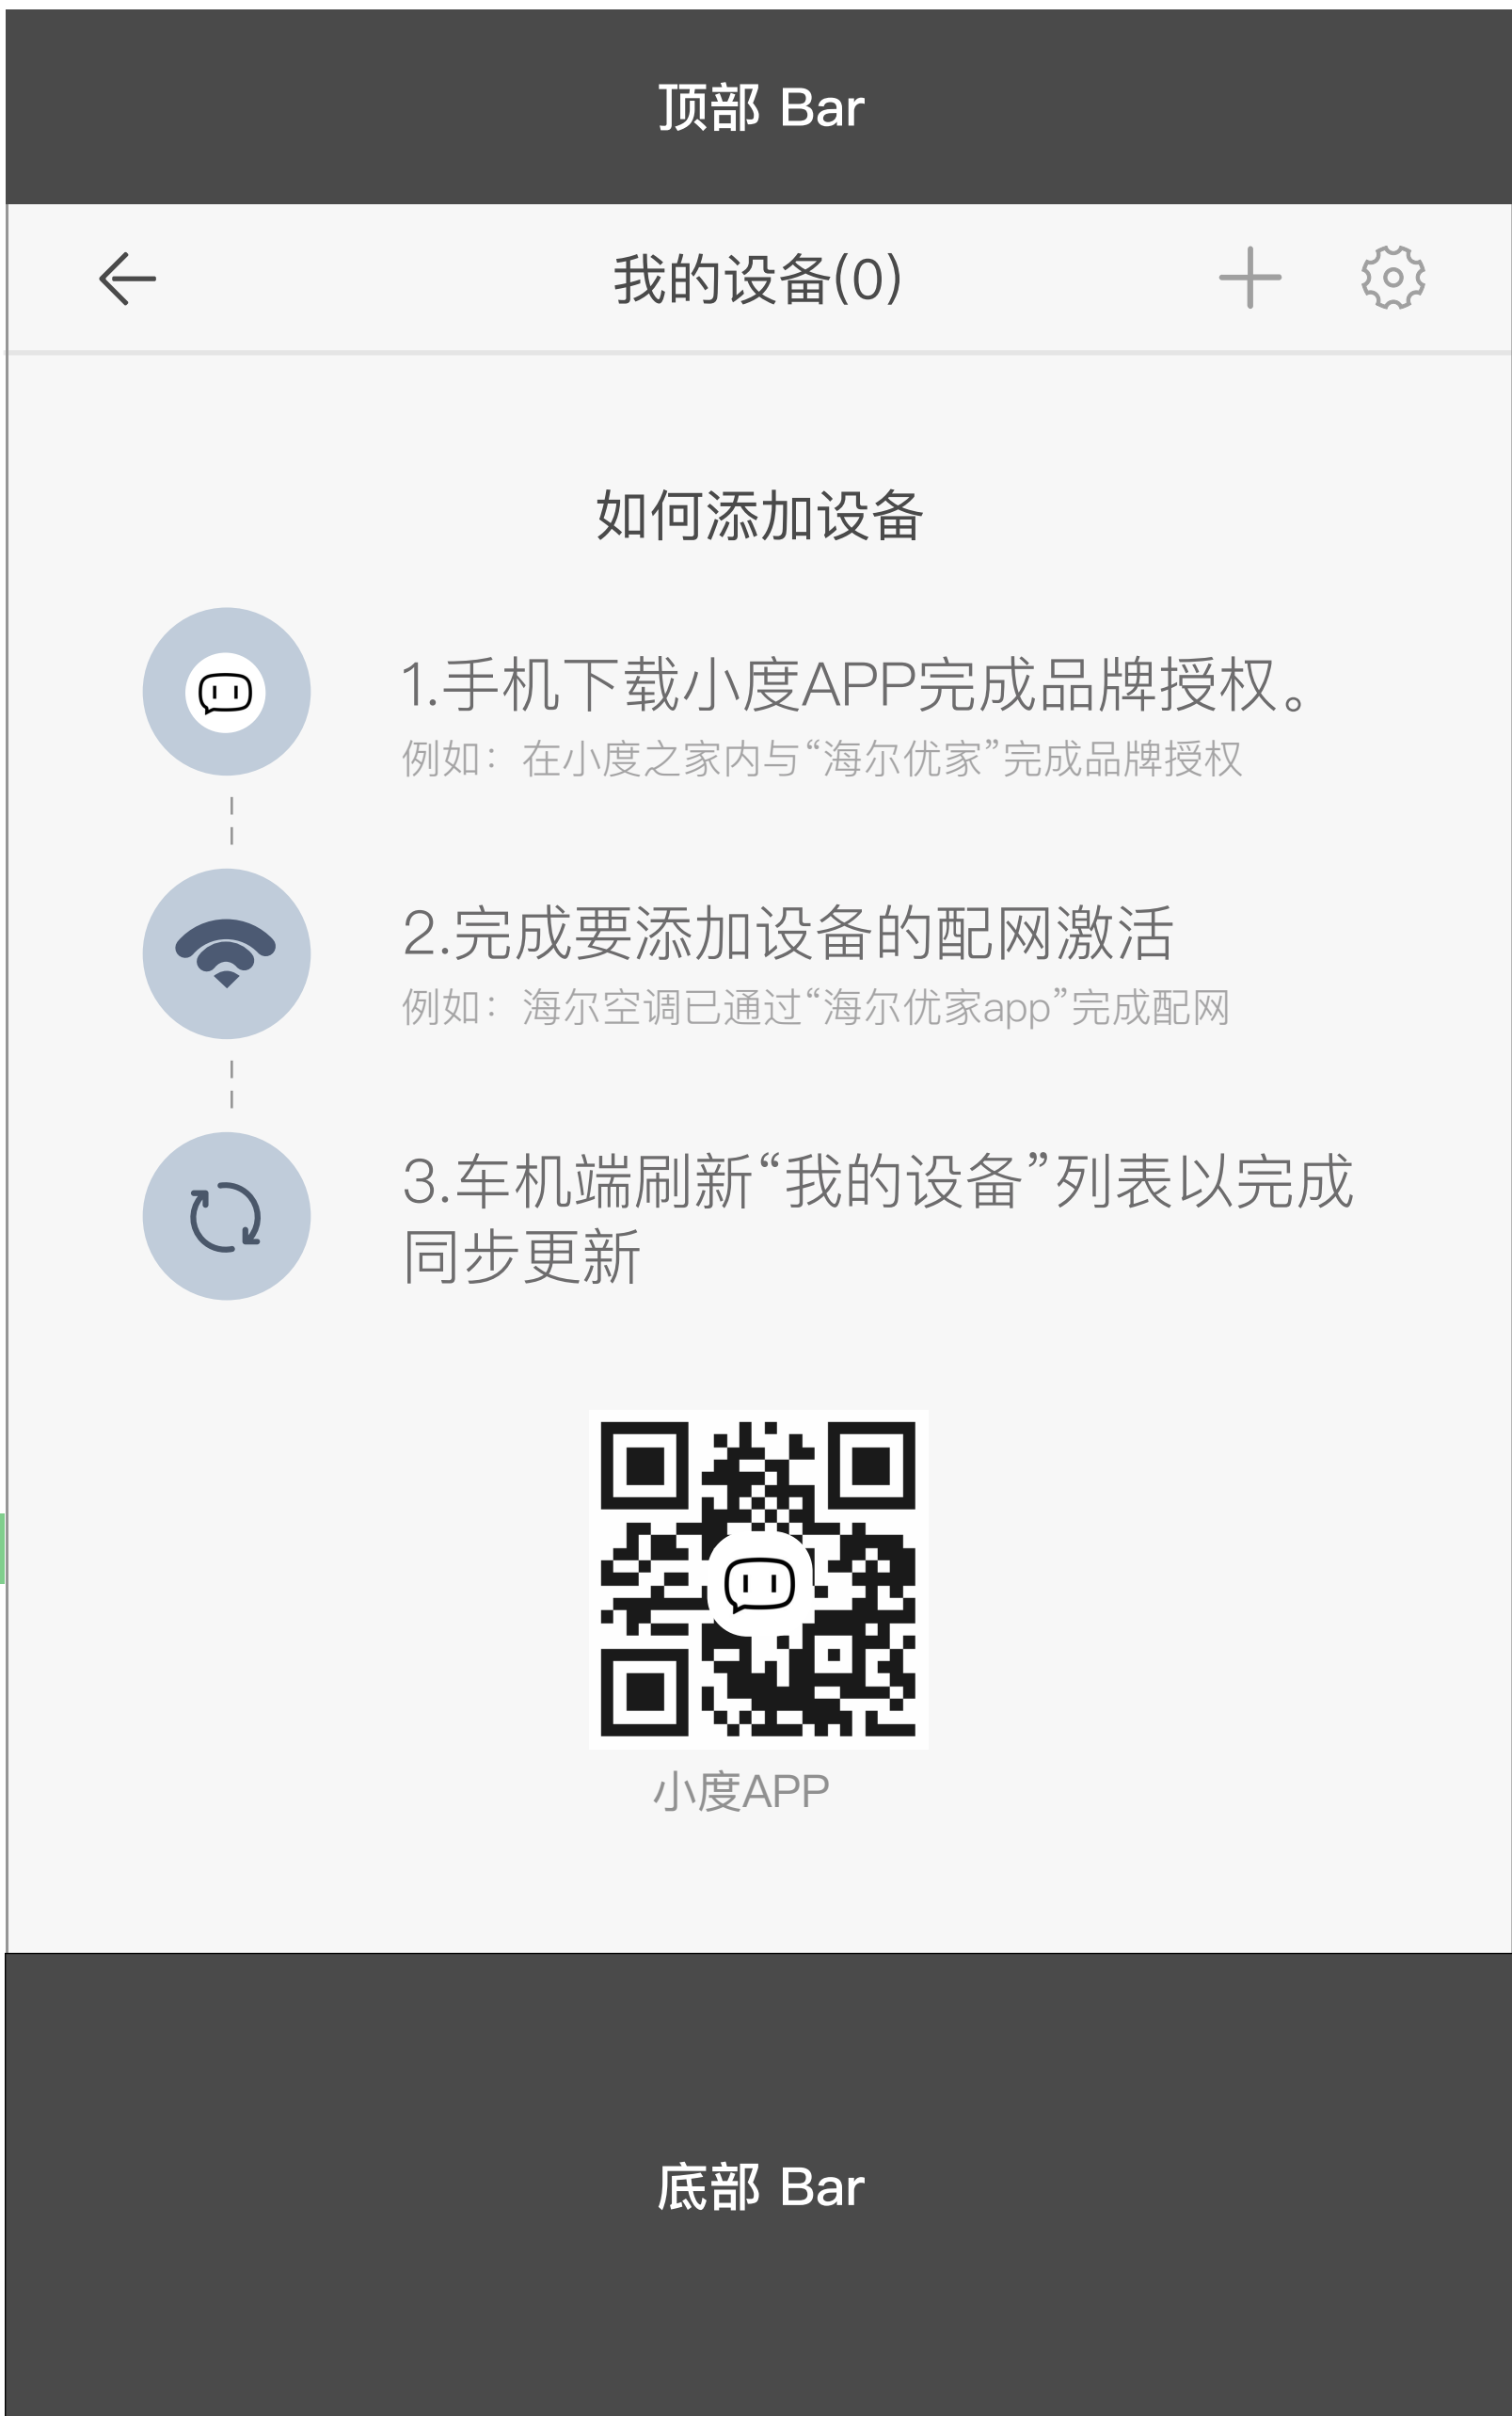 顶部 Bar
我的设备(0)
如何添加设备
1.手机下载小度APP完成品牌授权。
例如：在小度之家内与“海尔优家”完成品牌授权
2.完成要添加设备的配网激活
例如：海尔空调已通过“海尔优家app”完成配网
3.车机端刷新“我的设备”列表以完成
同步更新
小度APP
底部 Bar